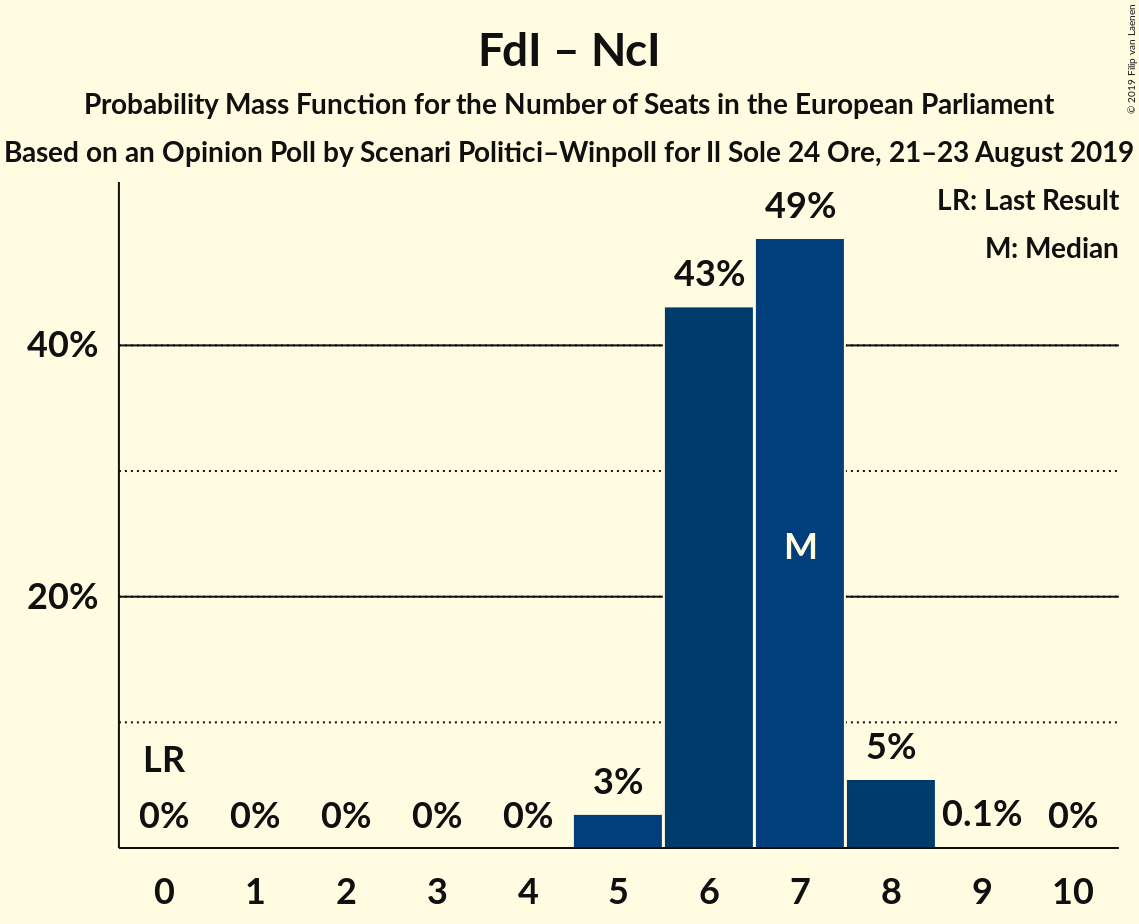 FdI – NcI
Probability Mass Function for the Number of Seats in the European Parliament
Based on an Opinion Poll by Scenari Politici–Winpoll for Il Sole 24 Ore, 21–23 August 2019
© 2019 Filip van Laenen
LR: Last Result
M: Median
49%
43%
40%
M
20%
LR
5%
3%
0% 0% 0% 0% 0% 0.1% 0%
0 1 2 3 4 5 6 7 8 9 10